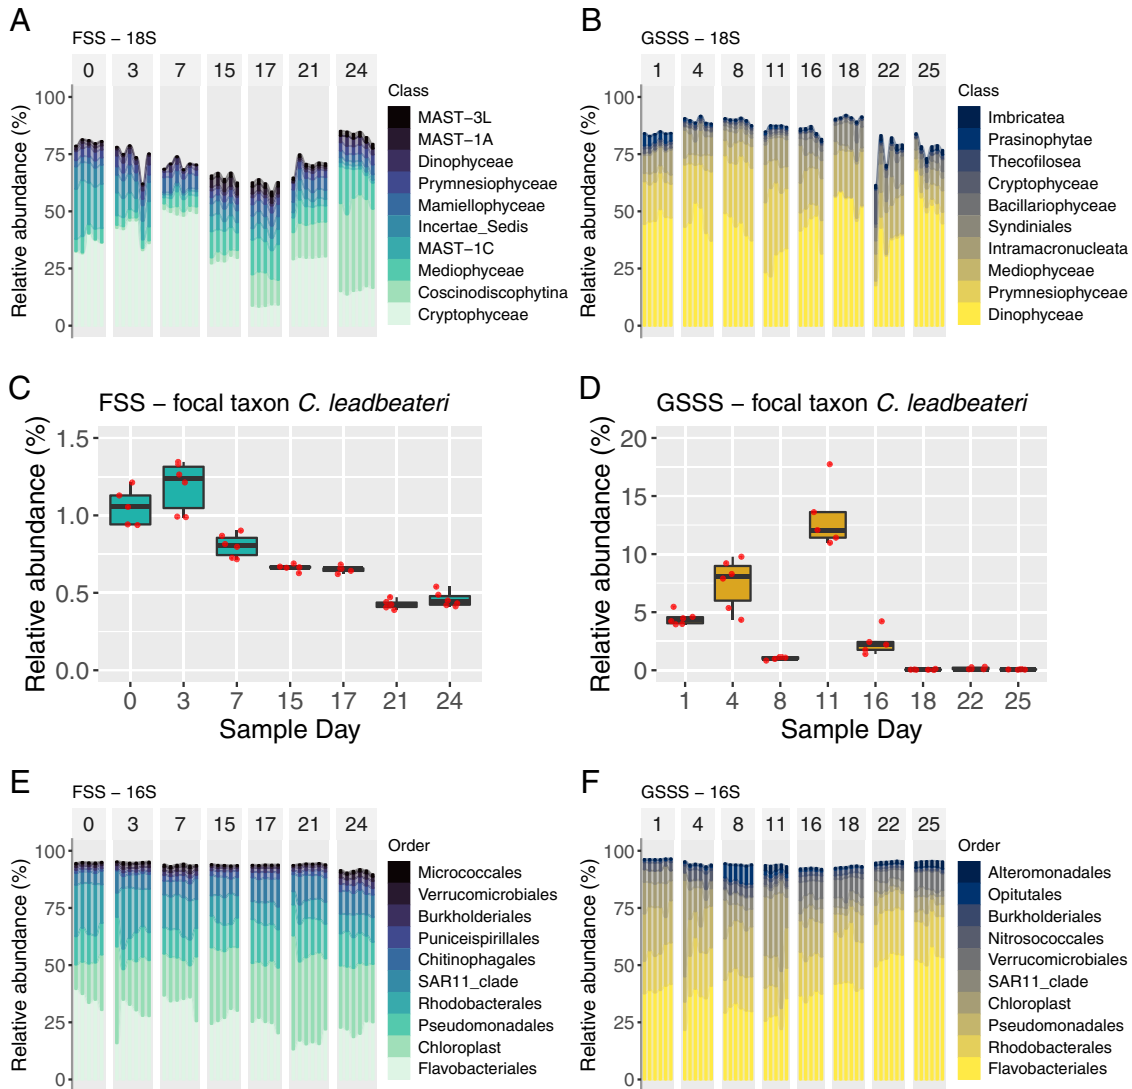 A
FSS – 18S
0 3 7 15 17 21 24
Relative abundance (%)
100
75
50
25
0
Class
MAST−3L
MAST−1A
Dinophyceae
Prymnesiophyceae
Mamiellophyceae
Incertae_Sedis
MAST−1C
Mediophyceae
Coscinodiscophytina
Cryptophyceae
B
GSSS – 18S
1 4 8 11 16 18 22 25
Relative abundance (%)
100
75
50
25
0
Class
Imbricatea
Prasinophytae
Thecofilosea
Cryptophyceae
Bacillariophyceae
Syndiniales
Intramacronucleata
Mediophyceae
Prymnesiophyceae
Dinophyceae
C
FSS – focal taxon C. leadbeateri
Relative abundance (%)
1.5
1.0
0.5
0.0
0 3 7 15 17 21 24
Sample Day
D
GSSS – focal taxon C. leadbeateri
Relative abundance (%)
20
15
10
5
0
1 4 8 11 16 18 22 25
Sample Day
E
FSS – 16S
0 3 7 15 17 21 24
Relative abundance (%)
100
75
50
25
0
Order
Micrococcales
Verrucomicrobiales
Burkholderiales
Puniceispirillales
Chitinophagales
SAR11_clade
Rhodobacterales
Pseudomonadales
Chloroplast
Flavobacteriales
F
GSSS – 16S
1 4 8 11 16 18 22 25
Relative abundance (%)
100
75
50
25
0
Order
Alteromonadales
Opitutales
Burkholderiales
Nitrosococcales
Verrucomicrobiales
SAR11_clade
Chloroplast
Pseudomonadales
Rhodobacterales
Flavobacteriales